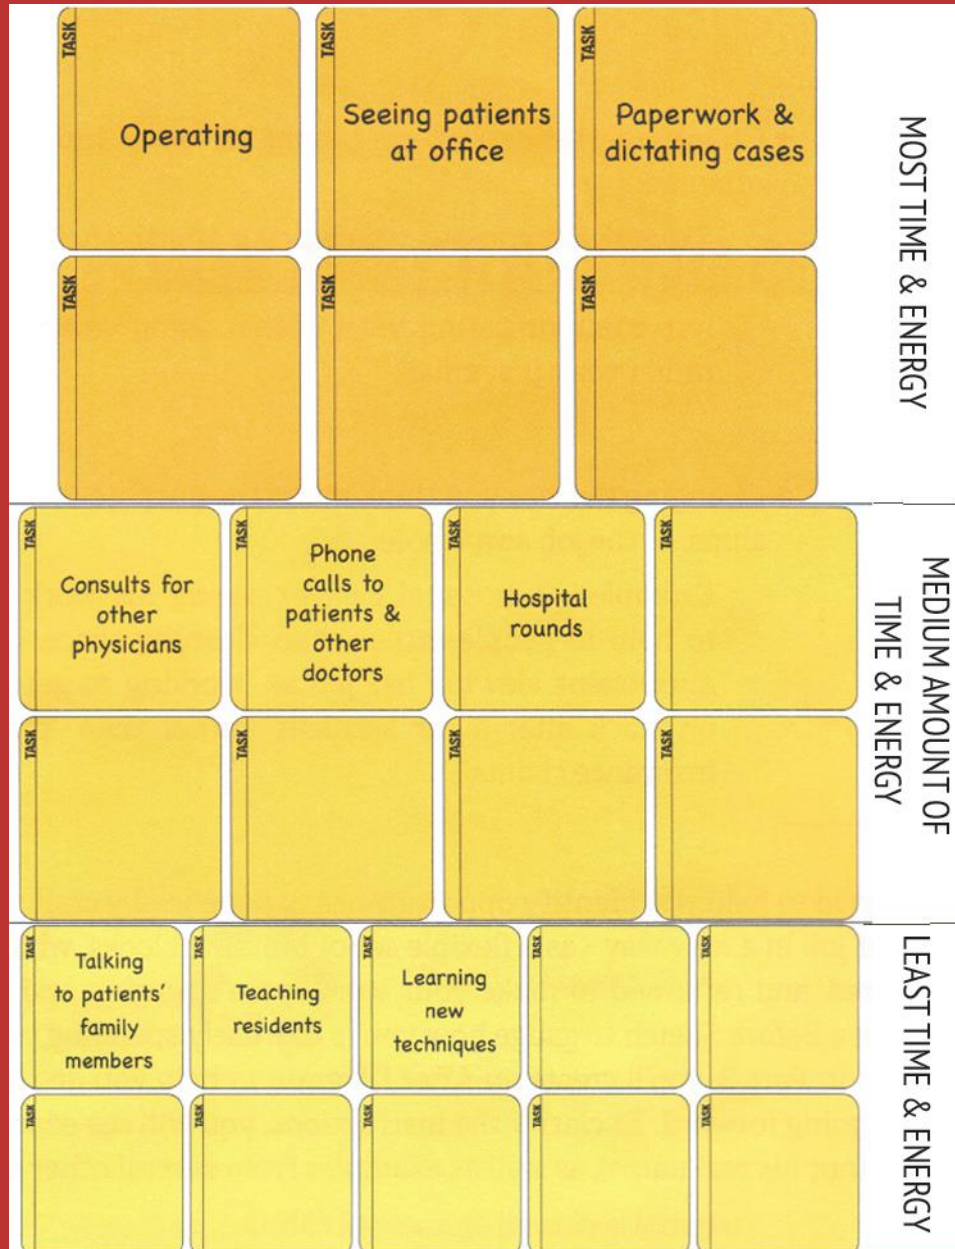 TASK
Operating
TASK
Seeing patients
at office
TASK
Paperwork &
dictating cases
MOST TIME & ENERGY
TASK
TASK
TASK
TASK
Consults for
other
physicians
TASK
Phone
calls to
patients &
other
doctors
TASK
Hospital
rounds
TASK
MEDIUM AMOUNT OF
TIME & ENERGY
TASK
TASK
TASK
TASK
TASK
Talking
to patients’
family
members
TASK
Teaching
residents
TASK
Learning
new
techniques
TASK
TASK
LEAST TIME & ENERGY
TASK
TASK
TASK
TASK
TASK